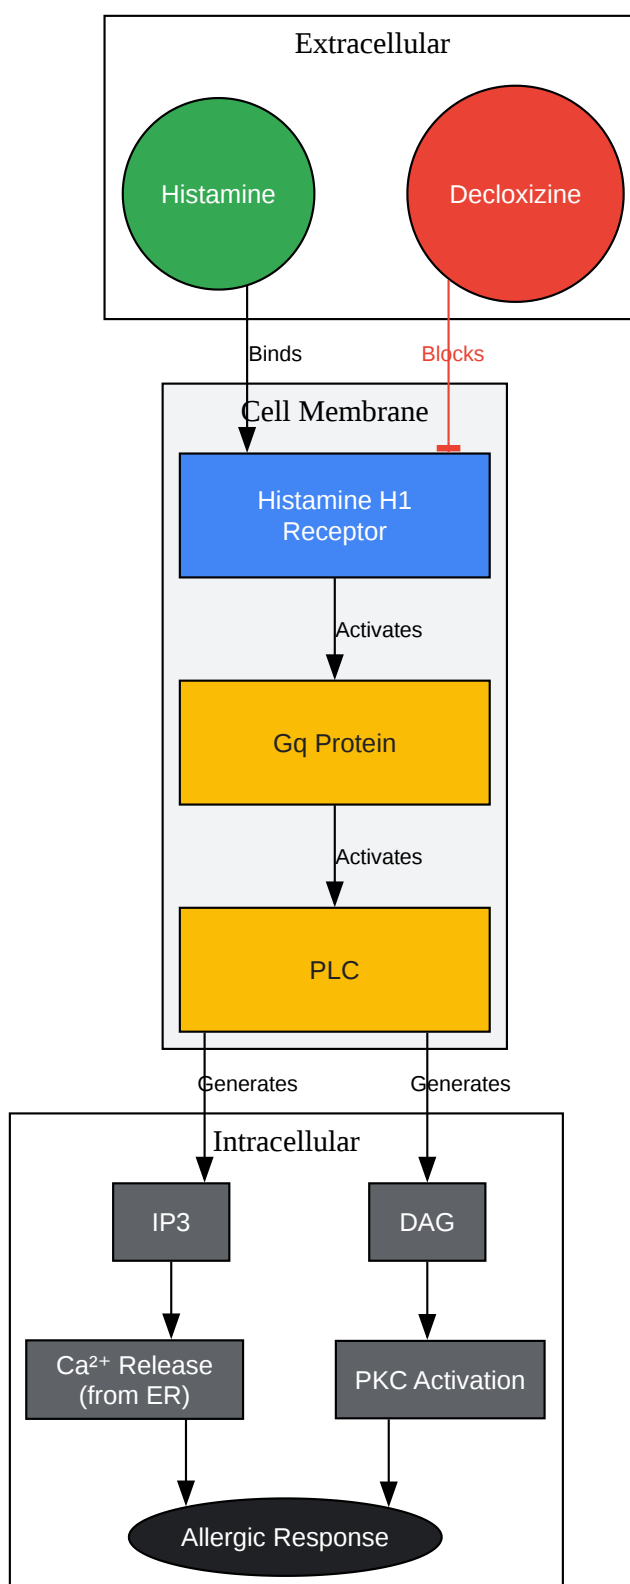 Extracellular
Histamine
Decloxizine
Binds
Blocks
Cell Membrane
Histamine H1
Receptor
Activates
Gq Protein
Activates
PLC
Generates
Generates
Intracellular
IP3
DAG
Ca²⁺ Release
(from ER)
PKC Activation
Allergic Response